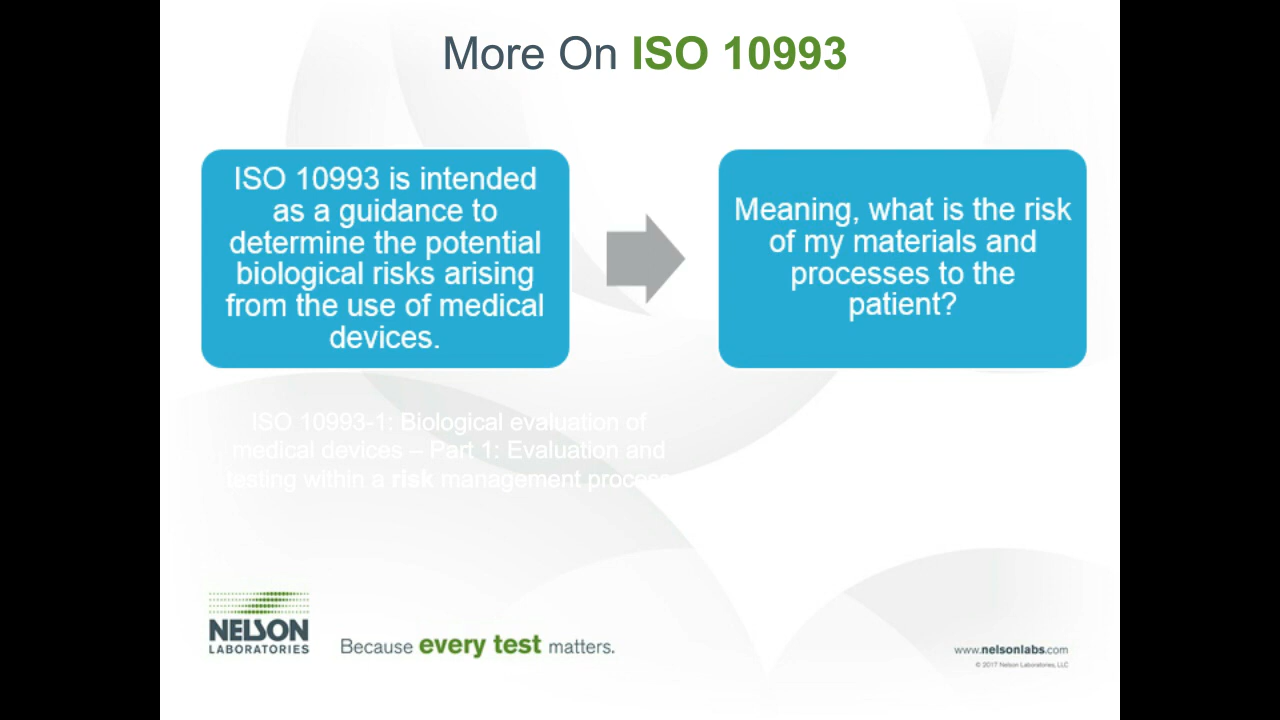 More On ISO 10993
ISO 10993 is intended
as a guidance to
determine the potential
biological risks arising
from the use of medical
devices.
Meaning, what is the risk
of my materials and
processes to the
patient?
ISO 10993-1: Biological evaluation of
medical devices – Part 1: Evaluation and
testing within a risk management process
NELSON
LABORATORIES
Because every test matters.
www.nelsonlabs.com
© 2017 Nelson Laboratories, LLC